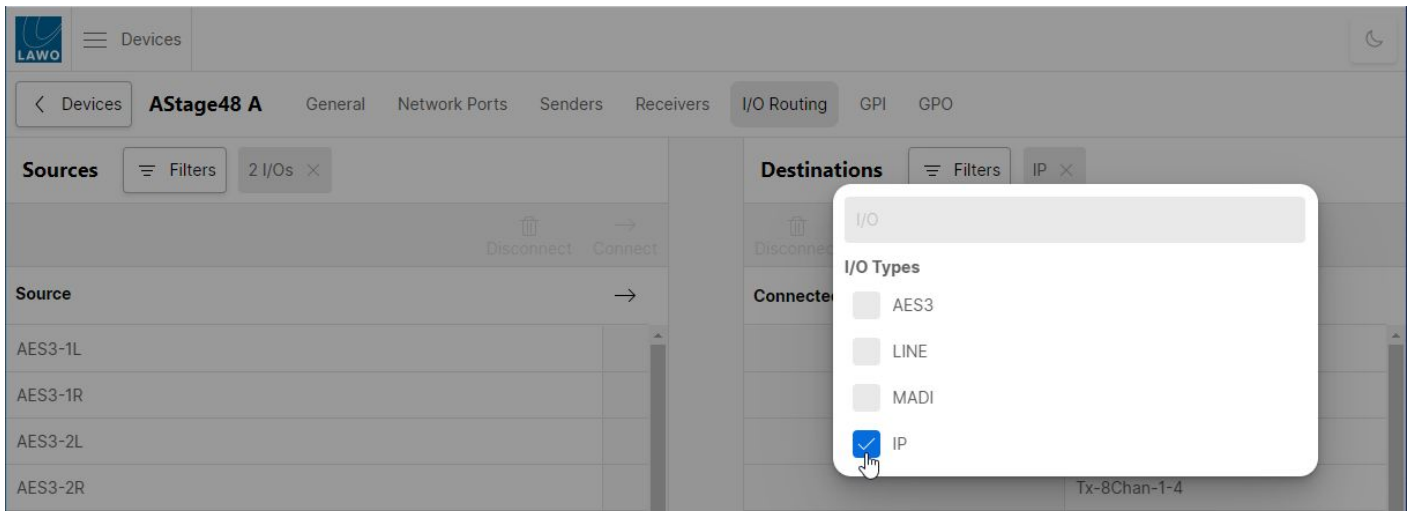 LAWO
Devices
Devices AStage48 A General Network Ports Senders Receivers I/O Routing GPI GPO
Sources Filters 2 I/Os
Destinations Filters IP
Disconnect Connect
I/O
I/O Types
AES3
LINE
MADI
IP
Source
AES3-1L
AES3-1R
AES3-2L
AES3-2R
Tx-8Chan-1-4